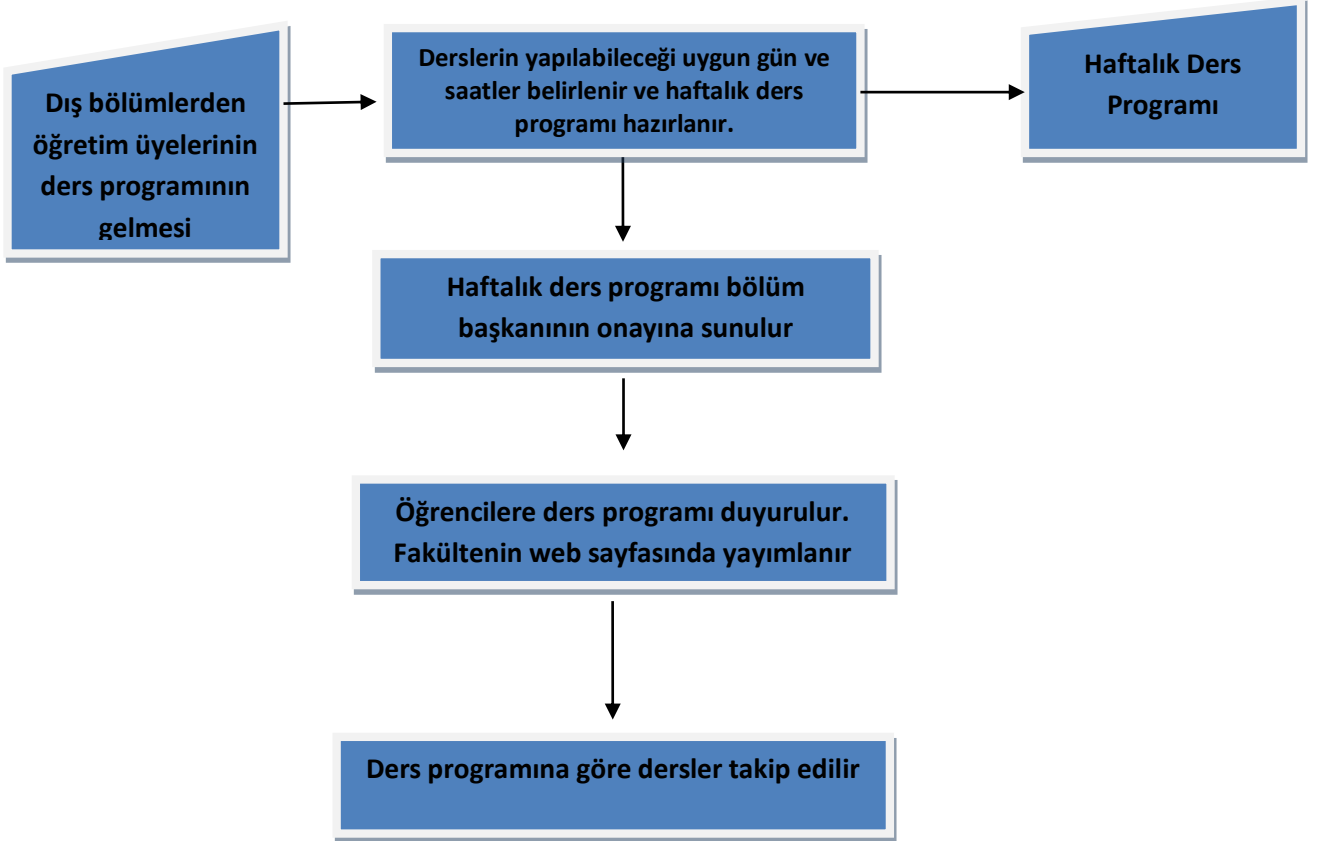 Dış bölümlerden
öğretim üyelerinin
ders programının
gelmesi
Derslerin yapılabileceği uygun gün ve
saatler belirlenir ve haftalık ders
programı hazırlanır.
Haftalık Ders
Programı
Haftalık ders programı bölüm
başkanının onayına sunulur
Öğrencilere ders programı duyurulur.
Fakültenin web sayfasında yayımlanır
Ders programına göre dersler takip edilir